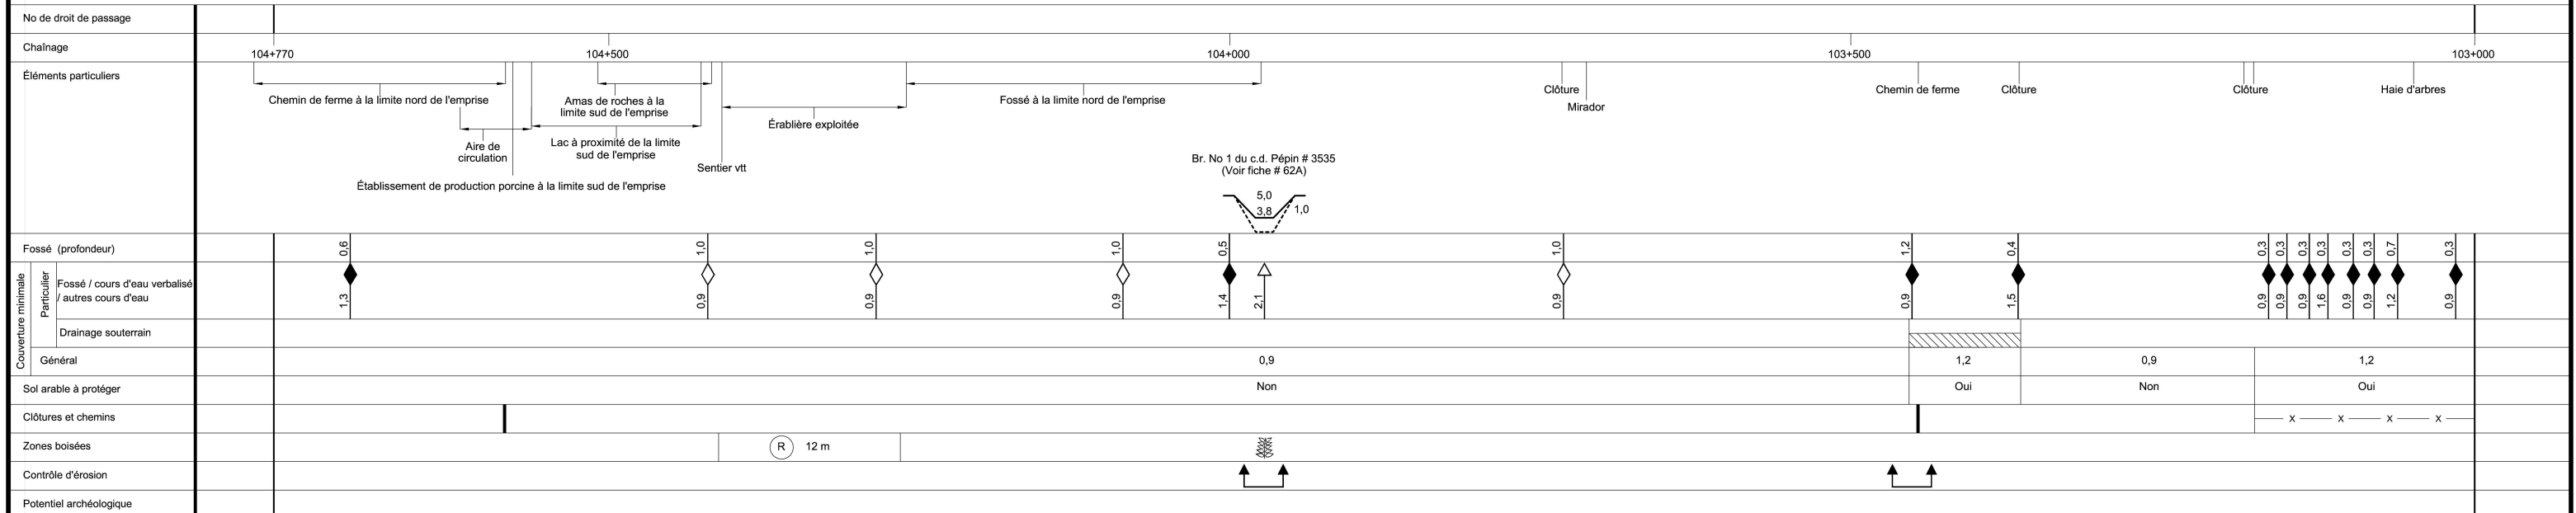 No de droit de passage
Chaînage
104+770
104+500
104+000
103+500
103+000
Éléments particuliers
Chemin de ferme à la limite nord de l'emprise
Amas de roches à la
limite sud de l'emprise
Fossé à la limite nord de l'emprise
Clôture
Mirador
Chemin de ferme
Clôture
Clôture
Haie d'arbres
Érablière exploitée
Aire de
circulation
Lac à proximité de la limite
sud de l'emprise
Sentier vtt
Établissement de production porcine à la limite sud de l'emprise
Br. No 1 du c.d. Pépin # 3535
(Voir fiche # 62A)
5,0
3,8
1,0
Fossé (profondeur)
0,6
1,0
1,0
1,0
0,5
1,0
1,2
0,4
0,3
0,3
0,3
0,3
0,3
0,3
0,7
0,3
Couverture minimale
Particulier
Fossé / cours d'eau verbalisé
/ autres cours d'eau
1,3
0,9
0,9
0,9
1,4
2,1
0,9
0,9
1,5
0,9
0,9
0,9
1,6
0,9
0,9
1,2
0,9
Drainage souterrain
Général
0,9
1,2
0,9
1,2
Sol arable à protéger
Non
Oui
Non
Oui
Clôtures et chemins
x x x x
Zones boisées
R 12 m
Contrôle d'érosion
Potentiel archéologique